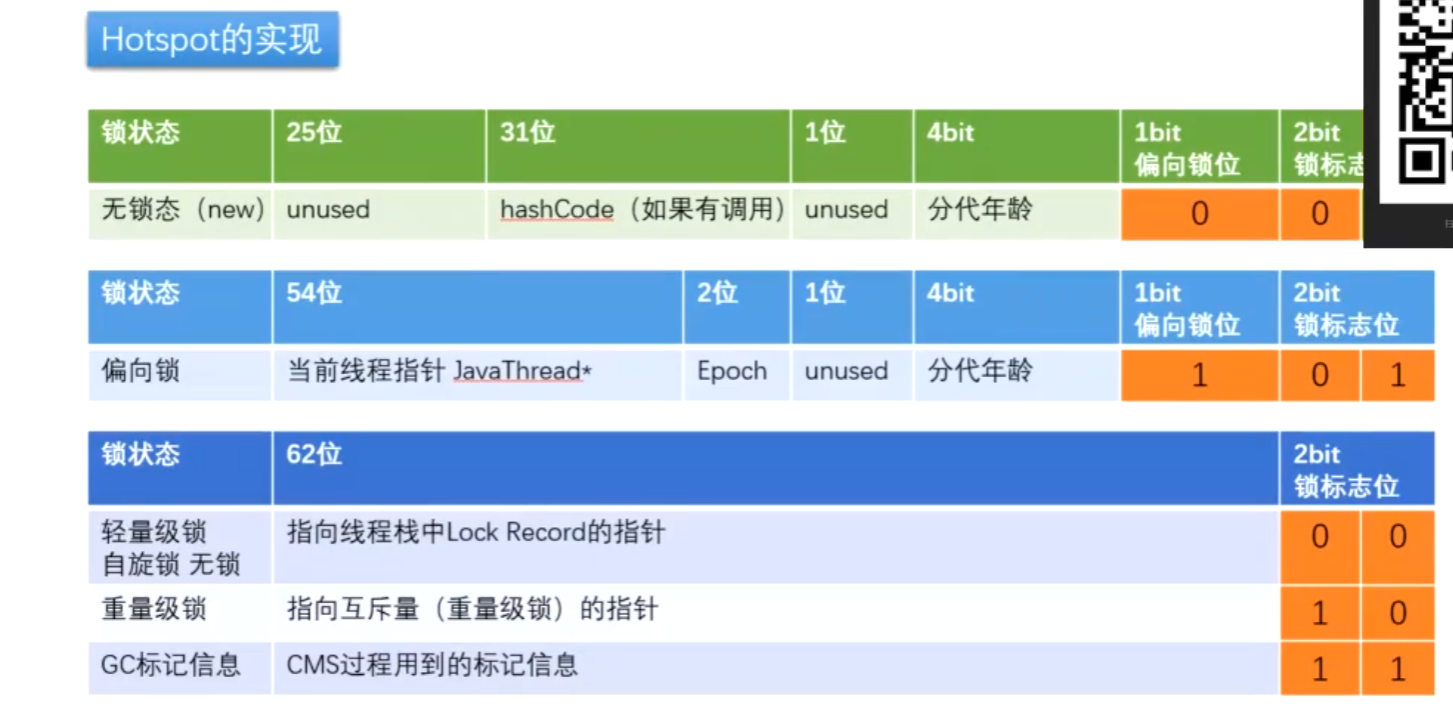 Hotspot的实现
锁状态 25位 31位 1位 4bit 1bit 2bit
偏向锁位 锁标志
无锁态（new） unused hashCode（如果有调用） unused 分代年龄 0 0
锁状态 54位 2位 1位 4bit 1bit 2bit
偏向锁位 锁标志位
偏向锁 当前线程指针 JavaThread* Epoch unused 分代年龄 1 0 1
锁状态 62位 2bit
锁标志位
轻量级锁 指向线程栈中Lock Record的指针 0 0
自旋锁 无锁
重量级锁 指向互斥量（重量级锁）的指针 1 0
GC标记信息 CMS过程用到的标记信息 1 1